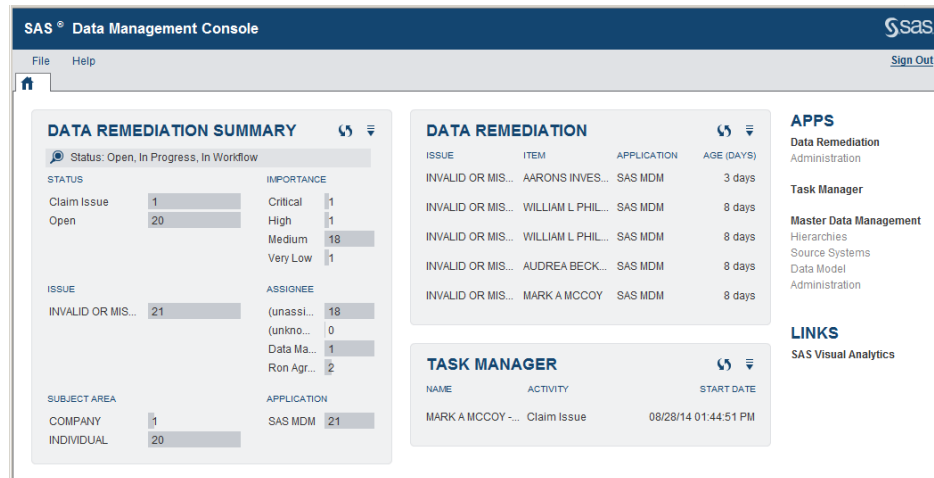 SAS ® Data Management Console
sas
File Help
Sign Out
DATA REMEDIATION SUMMARY
Status: Open, In Progress, In Workflow
STATUS
Claim Issue 1
Open 20
IMPORTANCE
Critical 1
High 1
Medium 18
Very Low 1
ISSUE
INVALID OR MIS... 21
ASSIGNEE
(unassi... 18
(unkno... 0
Data Ma... 1
Ron Agr... 2
SUBJECT AREA
COMPANY 1
INDIVIDUAL 20
APPLICATION
SAS MDM 21
DATA REMEDIATION
ISSUE ITEM APPLICATION AGE (DAYS)
INVALID OR MIS... AARONS INVES... SAS MDM 3 days
INVALID OR MIS... WILLIAM L PHIL... SAS MDM 8 days
INVALID OR MIS... WILLIAM L PHIL... SAS MDM 8 days
INVALID OR MIS... AUDREA BECK... SAS MDM 8 days
INVALID OR MIS... MARK A MCCOY SAS MDM 8 days
TASK MANAGER
NAME ACTIVITY START DATE
MARK A MCCOY -... Claim Issue 08/28/14 01:44:51 PM
APPS
Data Remediation
Administration
Task Manager
Master Data Management
Hierarchies
Source Systems
Data Model
Administration
LINKS
SAS Visual Analytics